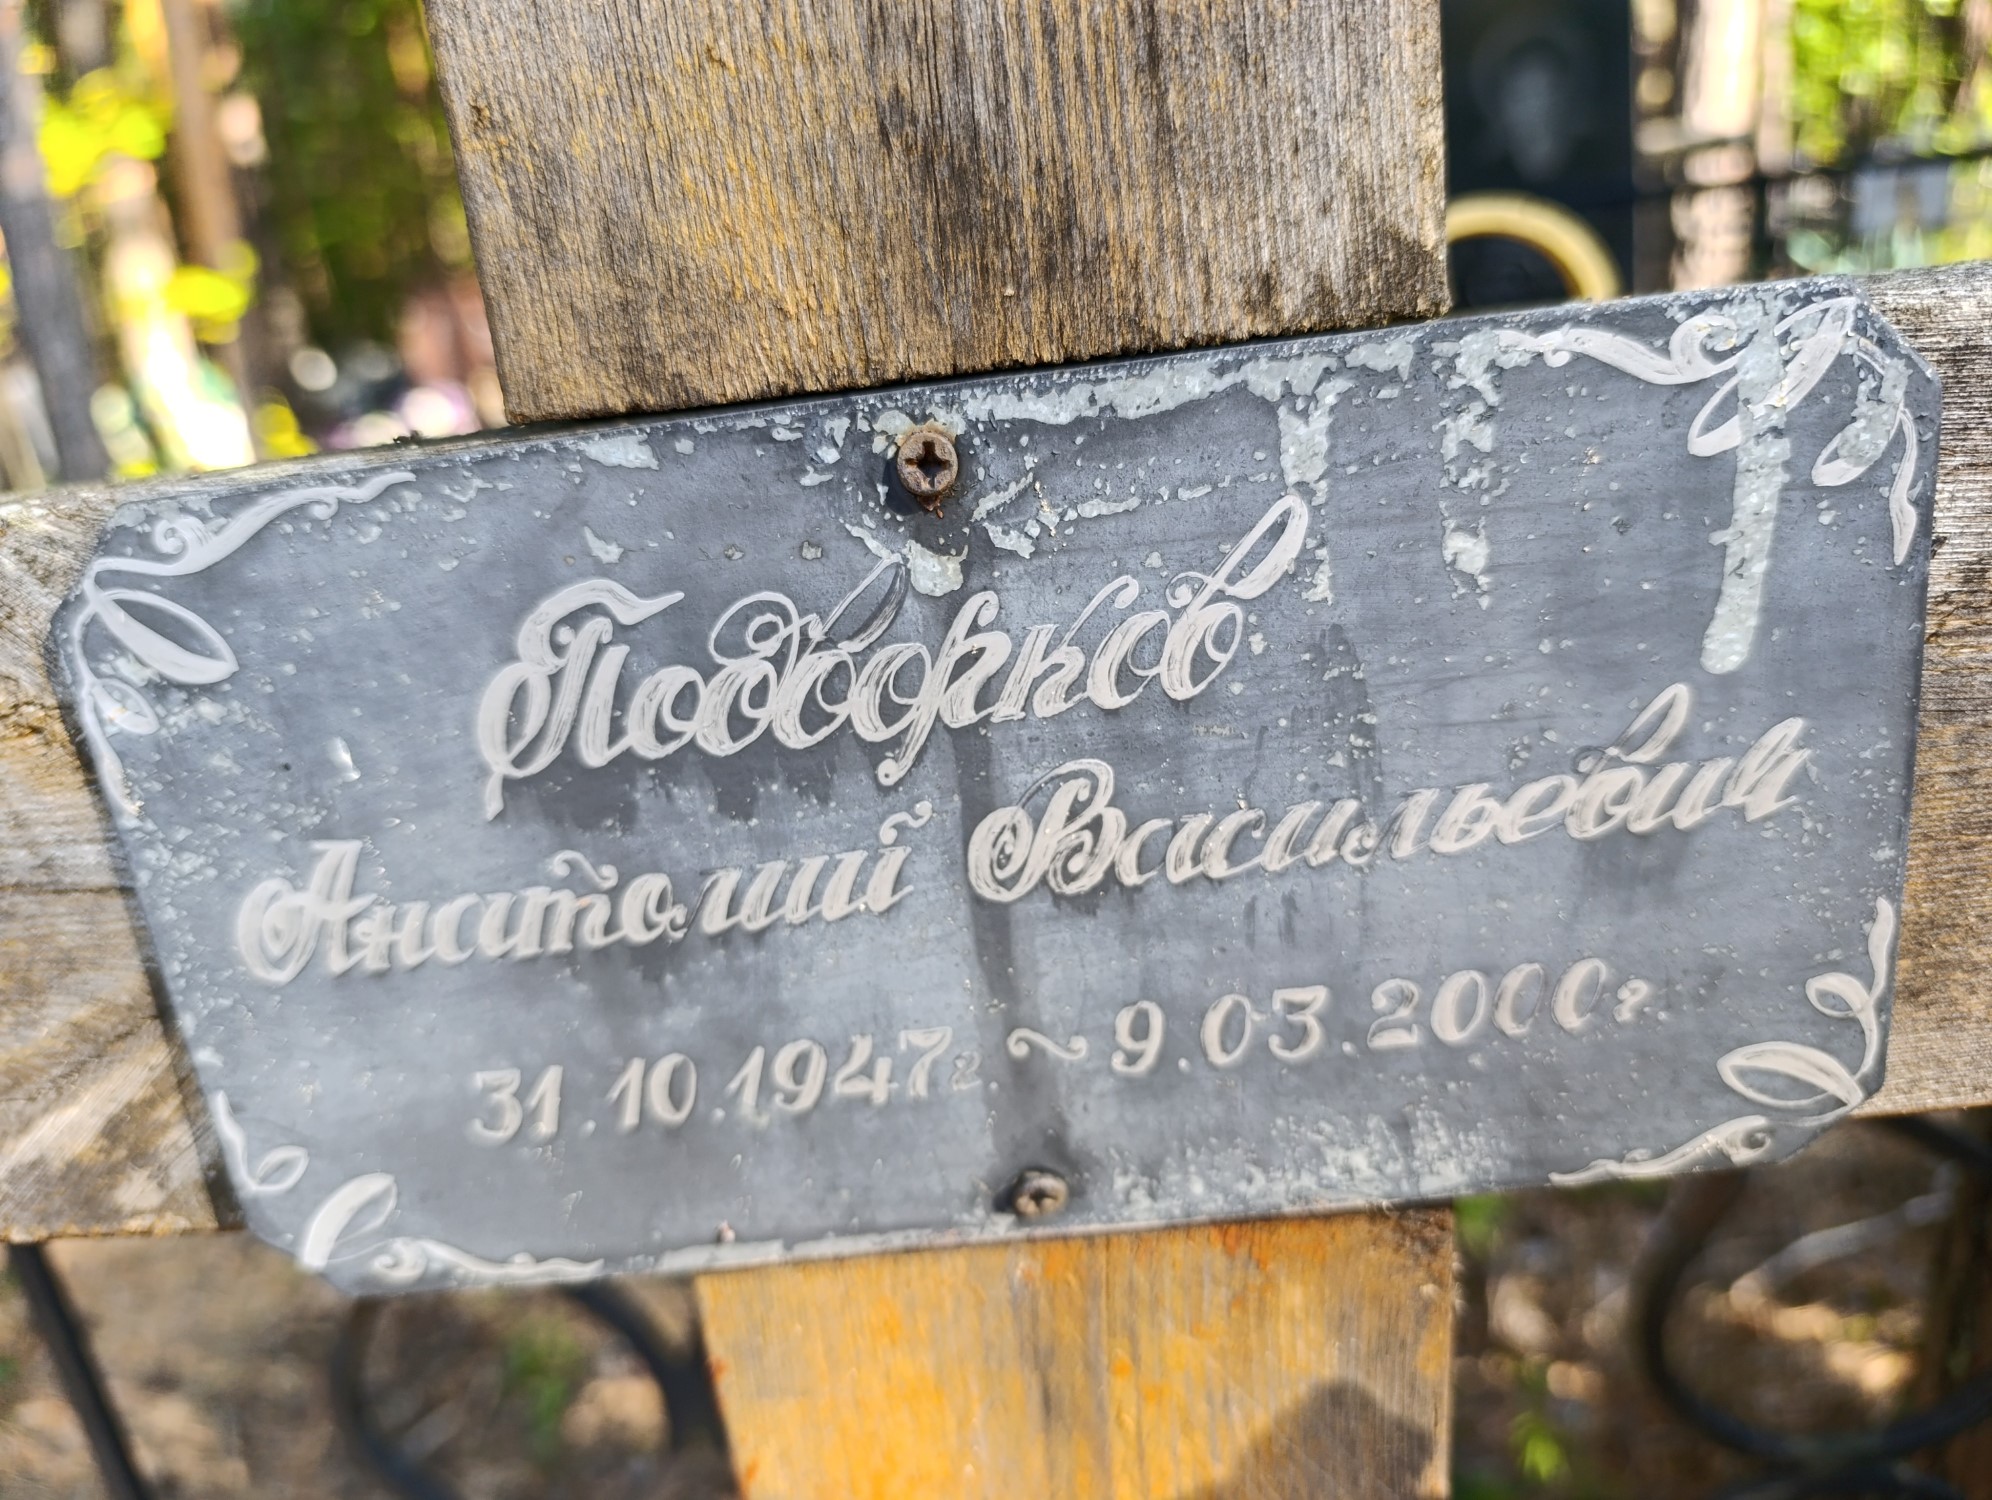 Подворков
Анатолий Васильевич
31.10.1947г. ~ 9.03.2000г.